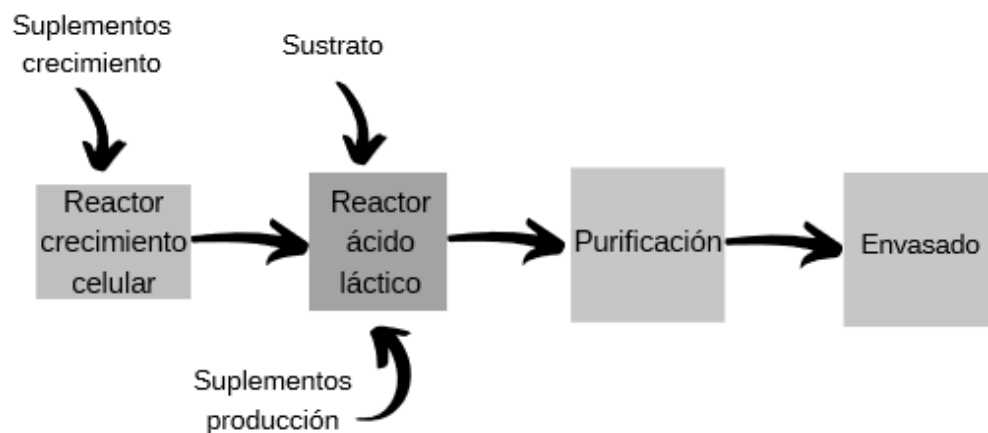 Suplementos
crecimiento
Sustrato
Reactor
crecimiento
celular
Reactor
ácido
láctico
Purificación
Envasado
Suplementos
producción